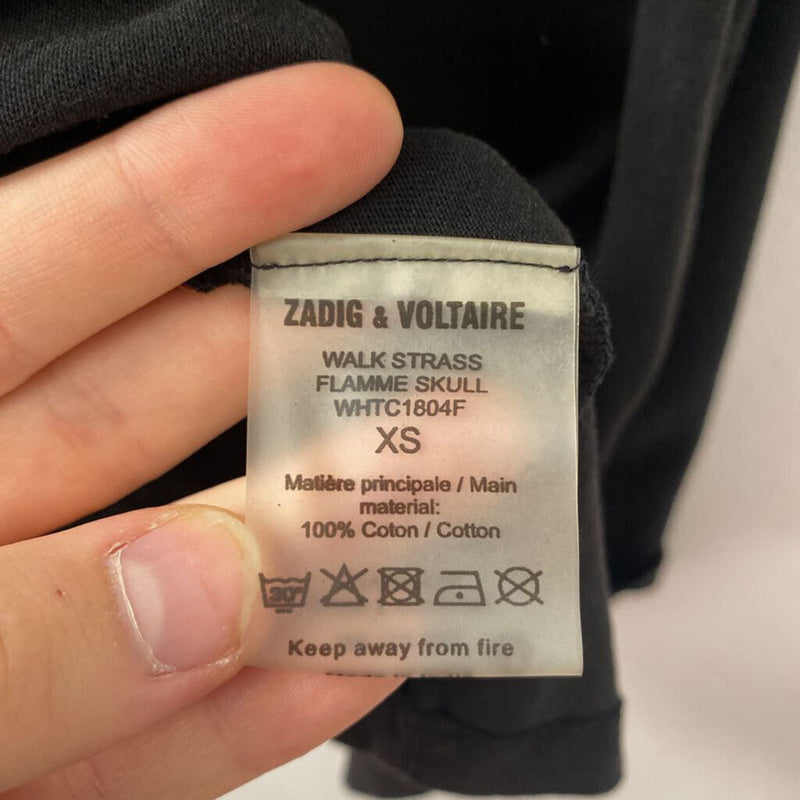 ZADIG & VOLTAIRE
WALK STRASS
FLAMME SKULL
WHTC1804F
XS
Matière principale / Main
material:
100% Coton / Cotton
30°
Keep away from fire